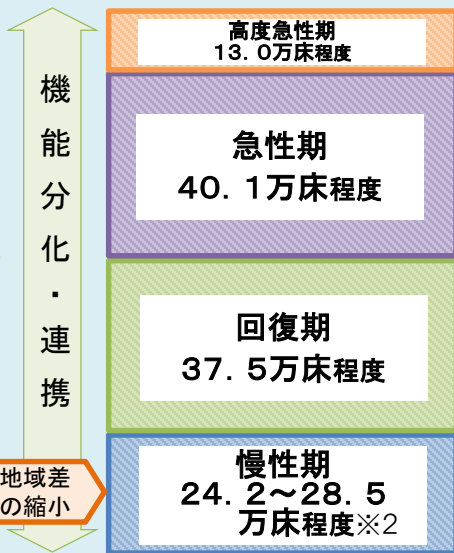 機能分化・連携
高度急性期
13.0万床程度
急性期
40.1万床程度
回復期
37.5万床程度
地域差
の縮小
慢性期
24.2～28.5
万床程度※2